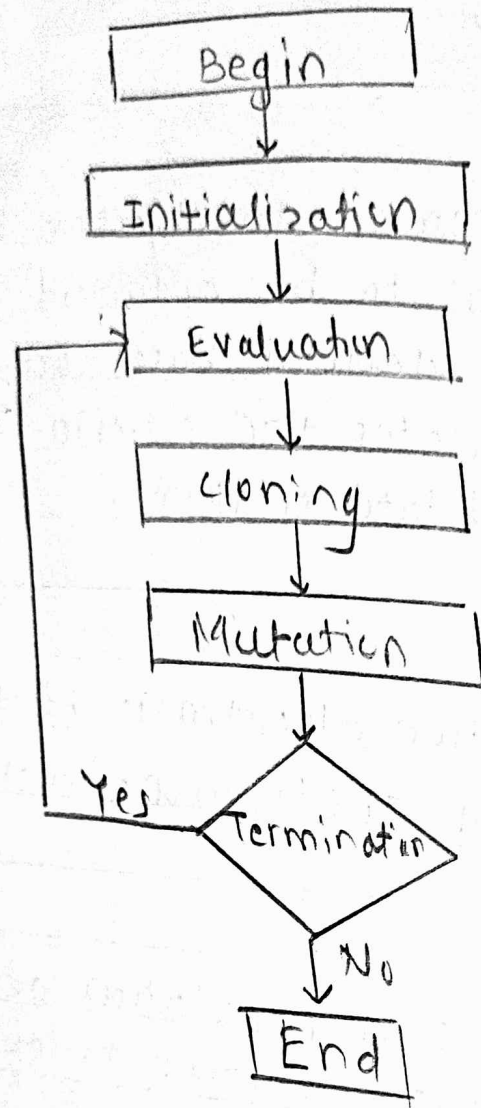 Begin
Initialization
Evaluation
Cloning
Mutation
Yes
Termination
No
End